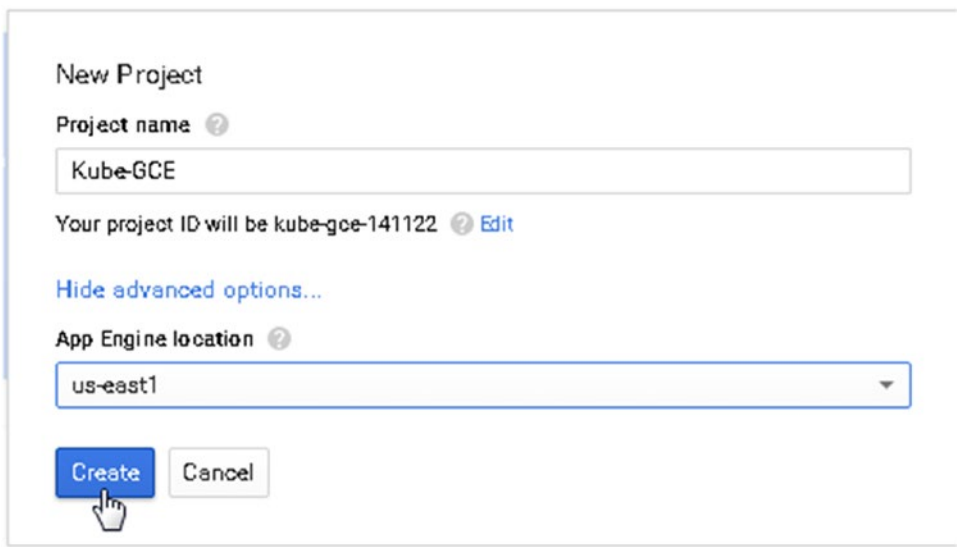 New Project
Project name ?
Kube-GCE
Your project ID will be kube-gce-141122 ? Edit
Hide advanced options...
App Engine location ?
us-east1
Create Cancel